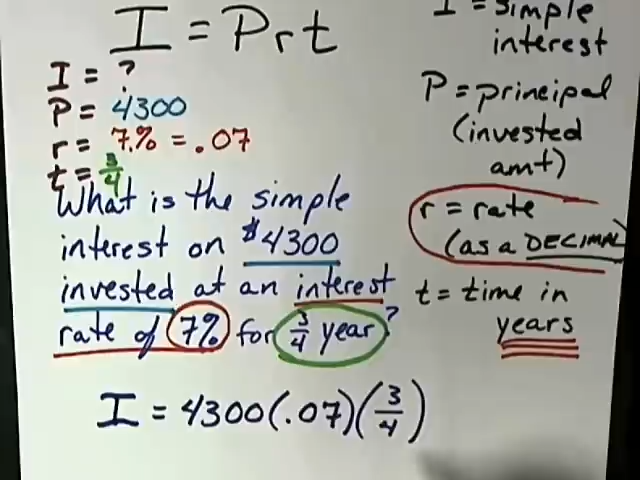 I = Prt
I = ?
P = 4300
r = 7% = .07
t = 3/4
What is the simple
interest on $4300
invested at an interest
rate of 7% for 3/4 year?
I = 4300(.07)(3/4)
I = simple
interest
P = principal
(invested
amt)
r = rate
(as a DECIMAL)
t = time in
years